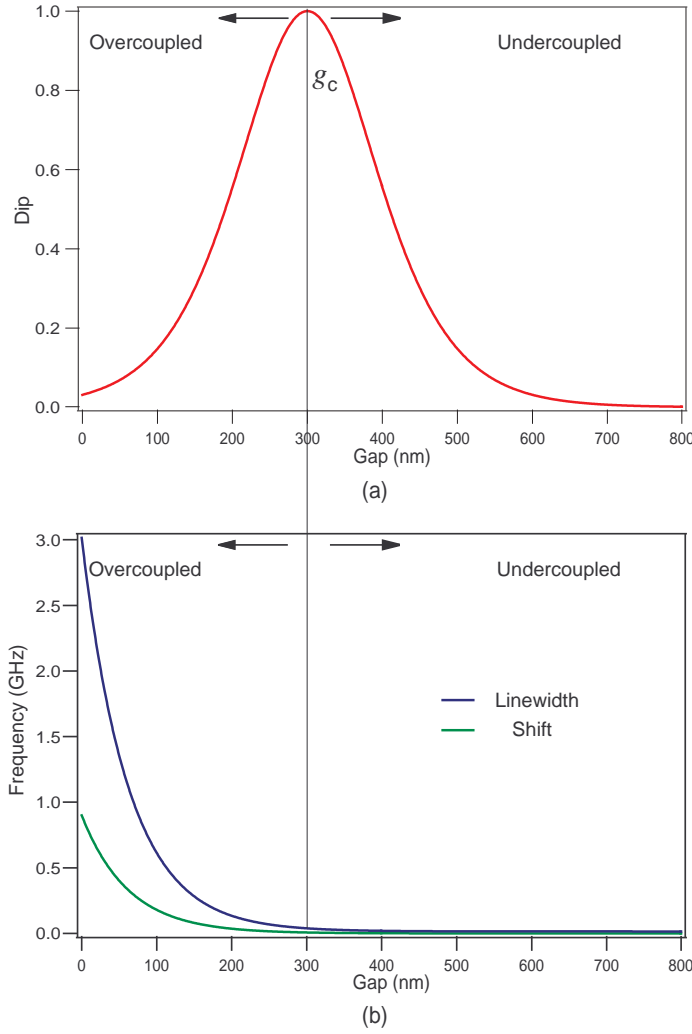 1.0
Overcoupled
Undercoupled
g_c
0.8
0.6
Dip
0.4
0.2
0.0
0 100 200 300 400 500 600 700 800
Gap (nm)
(a)
3.0
Overcoupled
Undercoupled
2.5
2.0
Linewidth
Shift
Frequency (GHz)
1.5
1.0
0.5
0.0
0 100 200 300 400 500 600 700 800
Gap (nm)
(b)